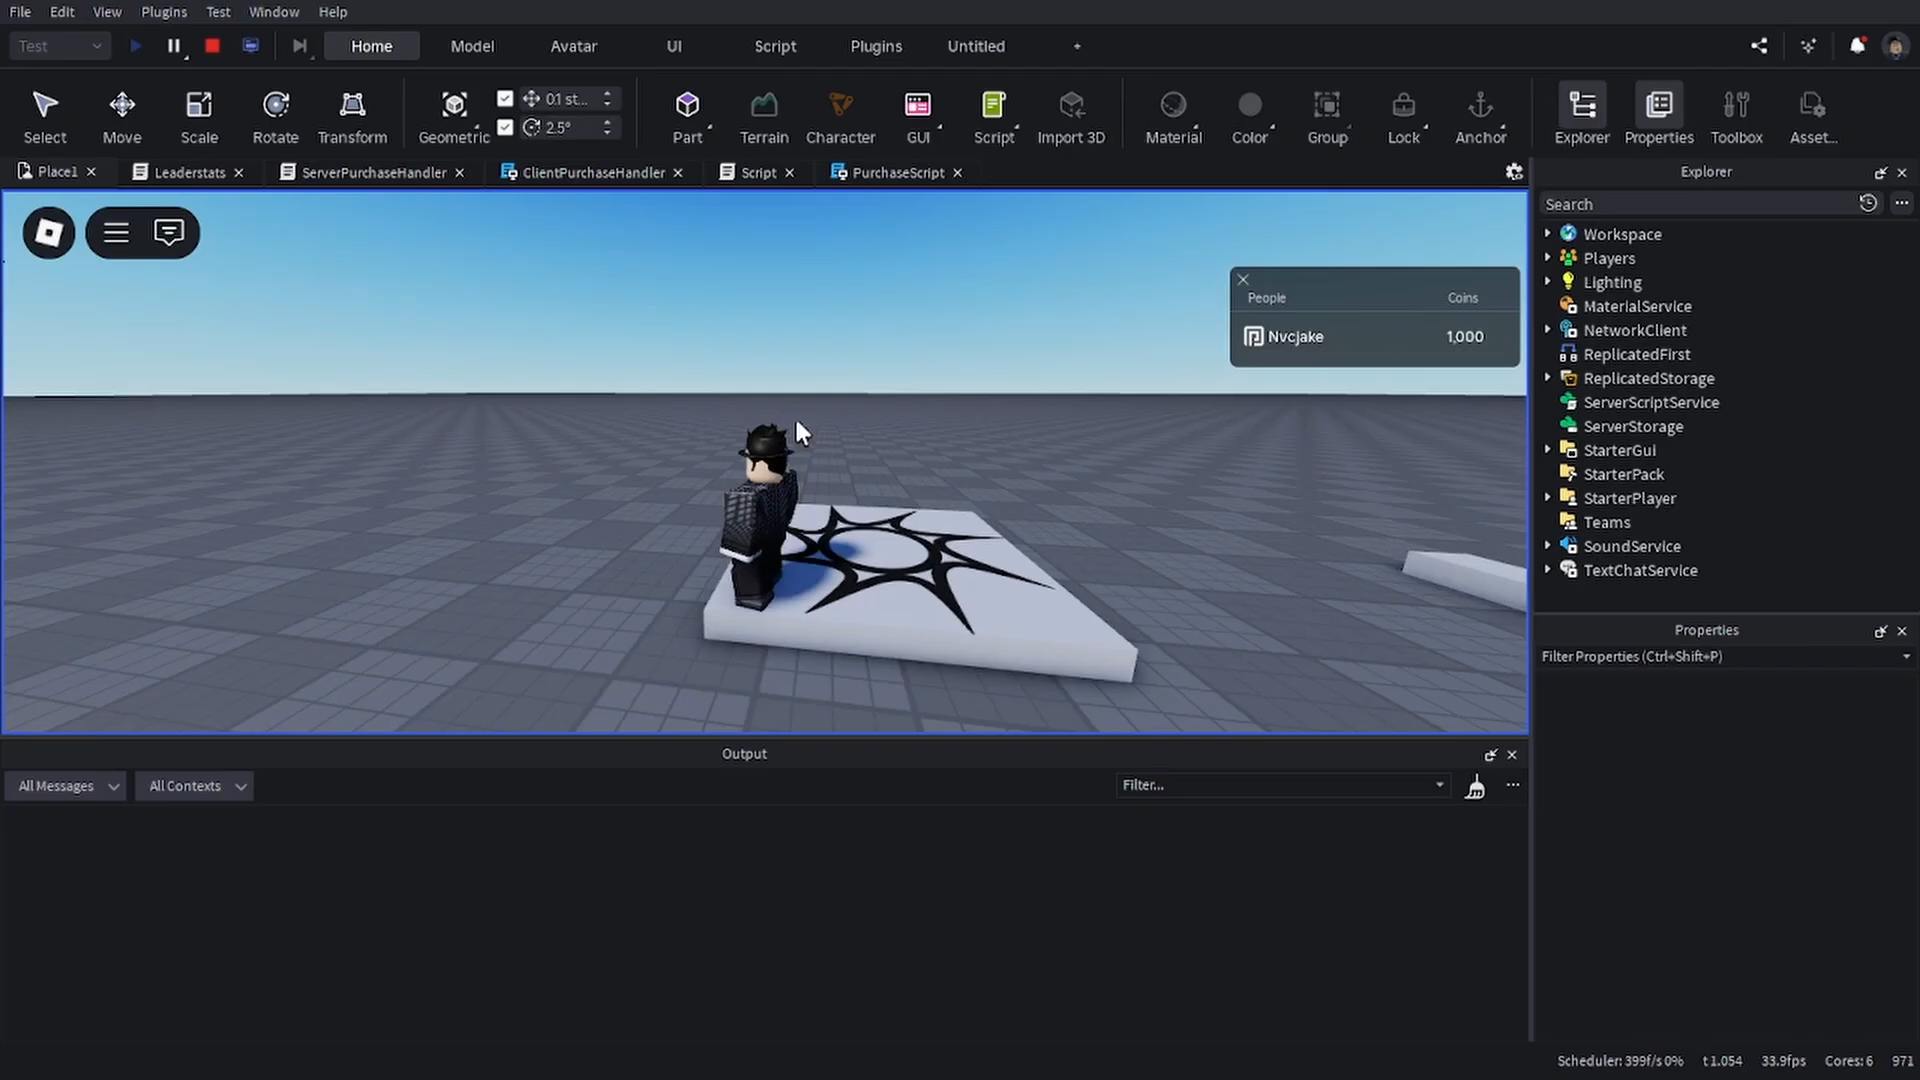 File Edit View Plugins Test Window Help
Test Home Model Avatar UI Script Plugins Untitled +
Select Move Scale Rotate Transform Geometric 0.1 st... 2.5° Part Terrain Character GUI Script Import 3D Material Color Group Lock Anchor Explorer Properties Toolbox Asset...
Place1 Leaderstats ServerPurchaseHandler ClientPurchaseHandler Script PurchaseScript
Explorer
Search
Workspace
Players
Lighting
MaterialService
NetworkClient
ReplicatedFirst
ReplicatedStorage
ServerScriptService
ServerStorage
StarterGui
StarterPack
StarterPlayer
Teams
SoundService
TextChatService
People Coins
Nvcjake 1,000
Properties
Filter Properties (Ctrl+Shift+P)
Output
All Messages All Contexts Filter...
Scheduler: 399f/s 0% t 1.054 33.9fps Cores: 6 971